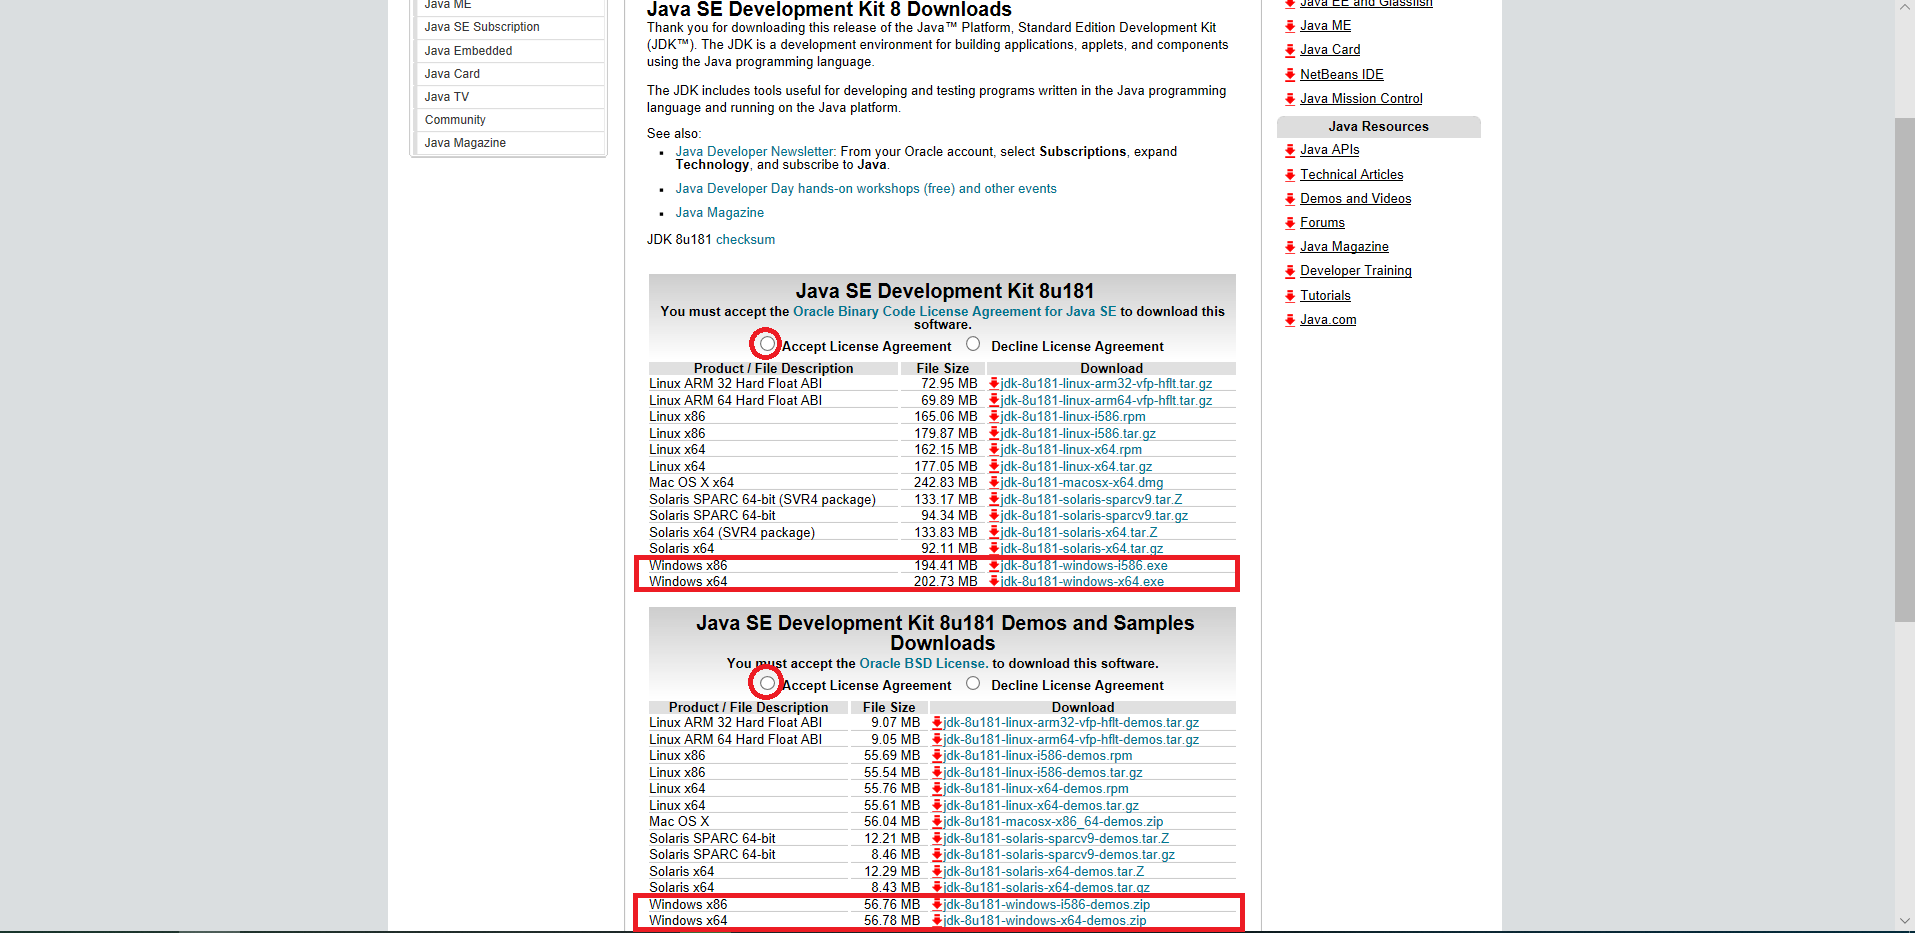 Java ME
Java SE Subscription
Java Embedded
Java Card
Java TV
Community
Java Magazine
Java SE Development Kit 8 Downloads
Thank you for downloading this release of the Java™ Platform, Standard Edition Development Kit
(JDK™). The JDK is a development environment for building applications, applets, and components
using the Java programming language.
The JDK includes tools useful for developing and testing programs written in the Java programming
language and running on the Java platform.
See also:
Java Developer Newsletter: From your Oracle account, select Subscriptions, expand
Technology, and subscribe to Java.
Java Developer Day hands-on workshops (free) and other events
Java Magazine
JDK 8u181 checksum
Java SE Development Kit 8u181
You must accept the Oracle Binary Code License Agreement for Java SE to download this
software.
Accept License Agreement Decline License Agreement
Product / File Description File Size Download
Linux ARM 32 Hard Float ABI 72.95 MB jdk-8u181-linux-arm32-vfp-hflt.tar.gz
Linux ARM 64 Hard Float ABI 69.89 MB jdk-8u181-linux-arm64-vfp-hflt.tar.gz
Linux x86 165.06 MB jdk-8u181-linux-i586.rpm
Linux x86 179.87 MB jdk-8u181-linux-i586.tar.gz
Linux x64 162.15 MB jdk-8u181-linux-x64.rpm
Linux x64 177.05 MB jdk-8u181-linux-x64.tar.gz
Mac OS X x64 242.83 MB jdk-8u181-macosx-x64.dmg
Solaris SPARC 64-bit (SVR4 package) 133.17 MB jdk-8u181-solaris-sparcv9.tar.Z
Solaris SPARC 64-bit 94.34 MB jdk-8u181-solaris-sparcv9.tar.gz
Solaris x64 (SVR4 package) 133.83 MB jdk-8u181-solaris-x64.tar.Z
Solaris x64 92.11 MB jdk-8u181-solaris-x64.tar.gz
Windows x86 194.41 MB jdk-8u181-windows-i586.exe
Windows x64 202.73 MB jdk-8u181-windows-x64.exe
Java SE Development Kit 8u181 Demos and Samples
Downloads
You must accept the Oracle BSD License. to download this software.
Accept License Agreement Decline License Agreement
Product / File Description File Size Download
Linux ARM 32 Hard Float ABI 9.07 MB jdk-8u181-linux-arm32-vfp-hflt-demos.tar.gz
Linux ARM 64 Hard Float ABI 9.05 MB jdk-8u181-linux-arm64-vfp-hflt-demos.tar.gz
Linux x86 55.69 MB jdk-8u181-linux-i586-demos.rpm
Linux x86 55.54 MB jdk-8u181-linux-i586-demos.tar.gz
Linux x64 55.76 MB jdk-8u181-linux-x64-demos.rpm
Linux x64 55.61 MB jdk-8u181-linux-x64-demos.tar.gz
Mac OS X 56.04 MB jdk-8u181-macosx-x86_64-demos.zip
Solaris SPARC 64-bit 12.21 MB jdk-8u181-solaris-sparcv9-demos.tar.Z
Solaris SPARC 64-bit 8.46 MB jdk-8u181-solaris-sparcv9-demos.tar.gz
Solaris x64 12.29 MB jdk-8u181-solaris-x64-demos.tar.Z
Solaris x64 8.43 MB jdk-8u181-solaris-x64-demos.tar.gz
Windows x86 56.76 MB jdk-8u181-windows-i586-demos.zip
Windows x64 56.78 MB jdk-8u181-windows-x64-demos.zip
Java EE and Glassfish
Java ME
Java Card
NetBeans IDE
Java Mission Control
Java Resources
Java APIs
Technical Articles
Demos and Videos
Forums
Java Magazine
Developer Training
Tutorials
Java.com